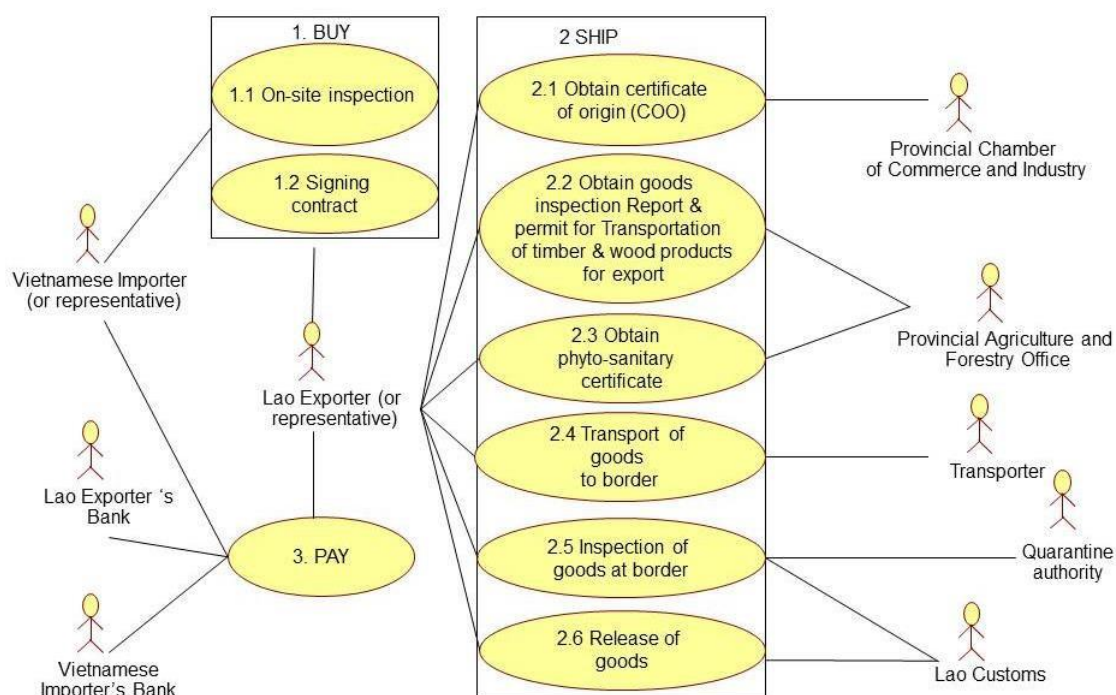 1. BUY
1.1 On-site inspection
1.2 Signing
contract
Vietnamese Importer
(or representative)
Lao Exporter (or
representative)
Lao Exporter ‘s
Bank
3. PAY
Vietnamese
Importer's Bank
2 SHIP
2.1 Obtain certificate
of origin (COO)
2.2 Obtain goods
inspection Report &
permit for Transportation
of timber & wood products
for export
2.3 Obtain
phyto-sanitary
certificate
2.4 Transport of
goods
to border
2.5 Inspection of
goods at border
2.6 Release of
goods
Provincial Chamber
of Commerce and Industry
Provincial Agriculture and
Forestry Office
Transporter
Quarantine
authority
Lao Customs